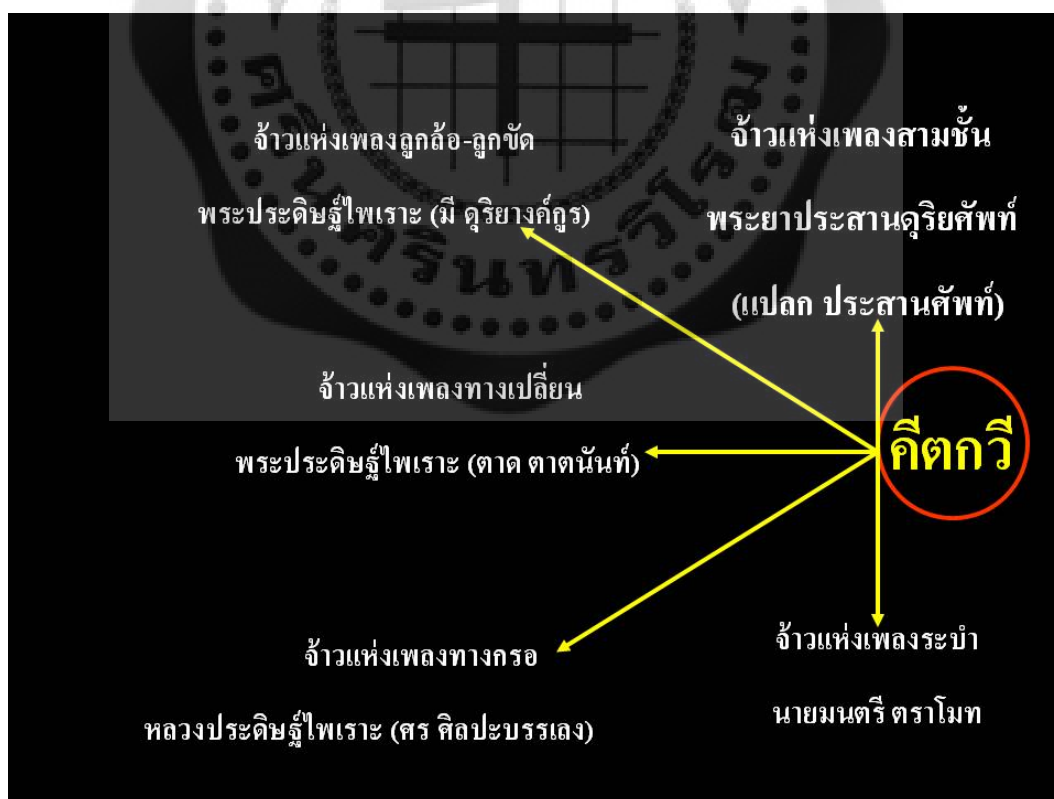 จ้าวแห่งเพลงลูกล้อ-ลูกขัด
พระประดิษฐ์ไพเราะ (มี ดุริยางค์กูร)
จ้าวแห่งเพลงสามชั้น
พระยาประสานดุริยศัพท์
(แปลก ประสานศัพท์)
จ้าวแห่งเพลงทางเปลี่ยน
พระประดิษฐ์ไพเราะ (ตาด ตาตนันท์)
คีตกวี
จ้าวแห่งเพลงทางกรอ
หลวงประดิษฐ์ไพเราะ (ศร ศิลปะบรรเลง)
จ้าวแห่งเพลงระบำ
นายมนตรี ตราโมท